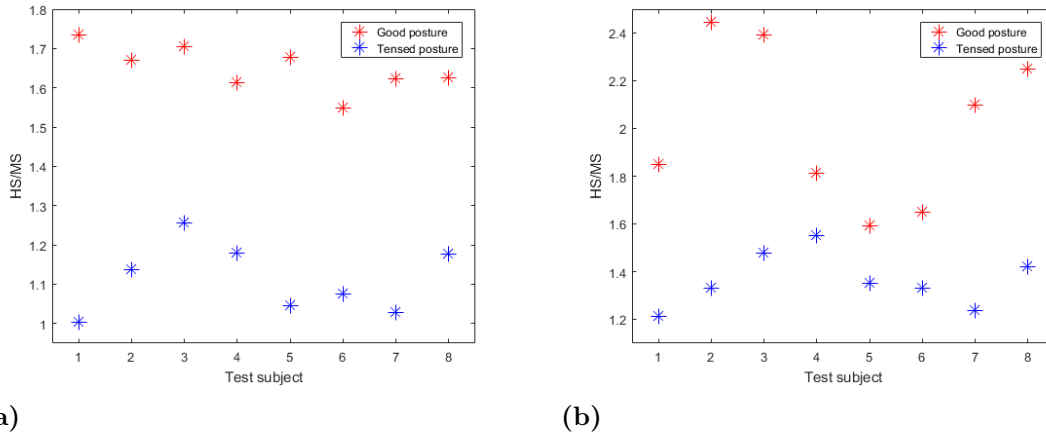 1.8
1.7
1.6
1.5
1.4
1.3
1.2
1.1
1
HS/MS
Good posture
Tensed posture
1 2 3 4 5 6 7 8
Test subject
a)
2.4
2.2
2
1.8
1.6
1.4
1.2
HS/MS
Good posture
Tensed posture
1 2 3 4 5 6 7 8
Test subject
(b)